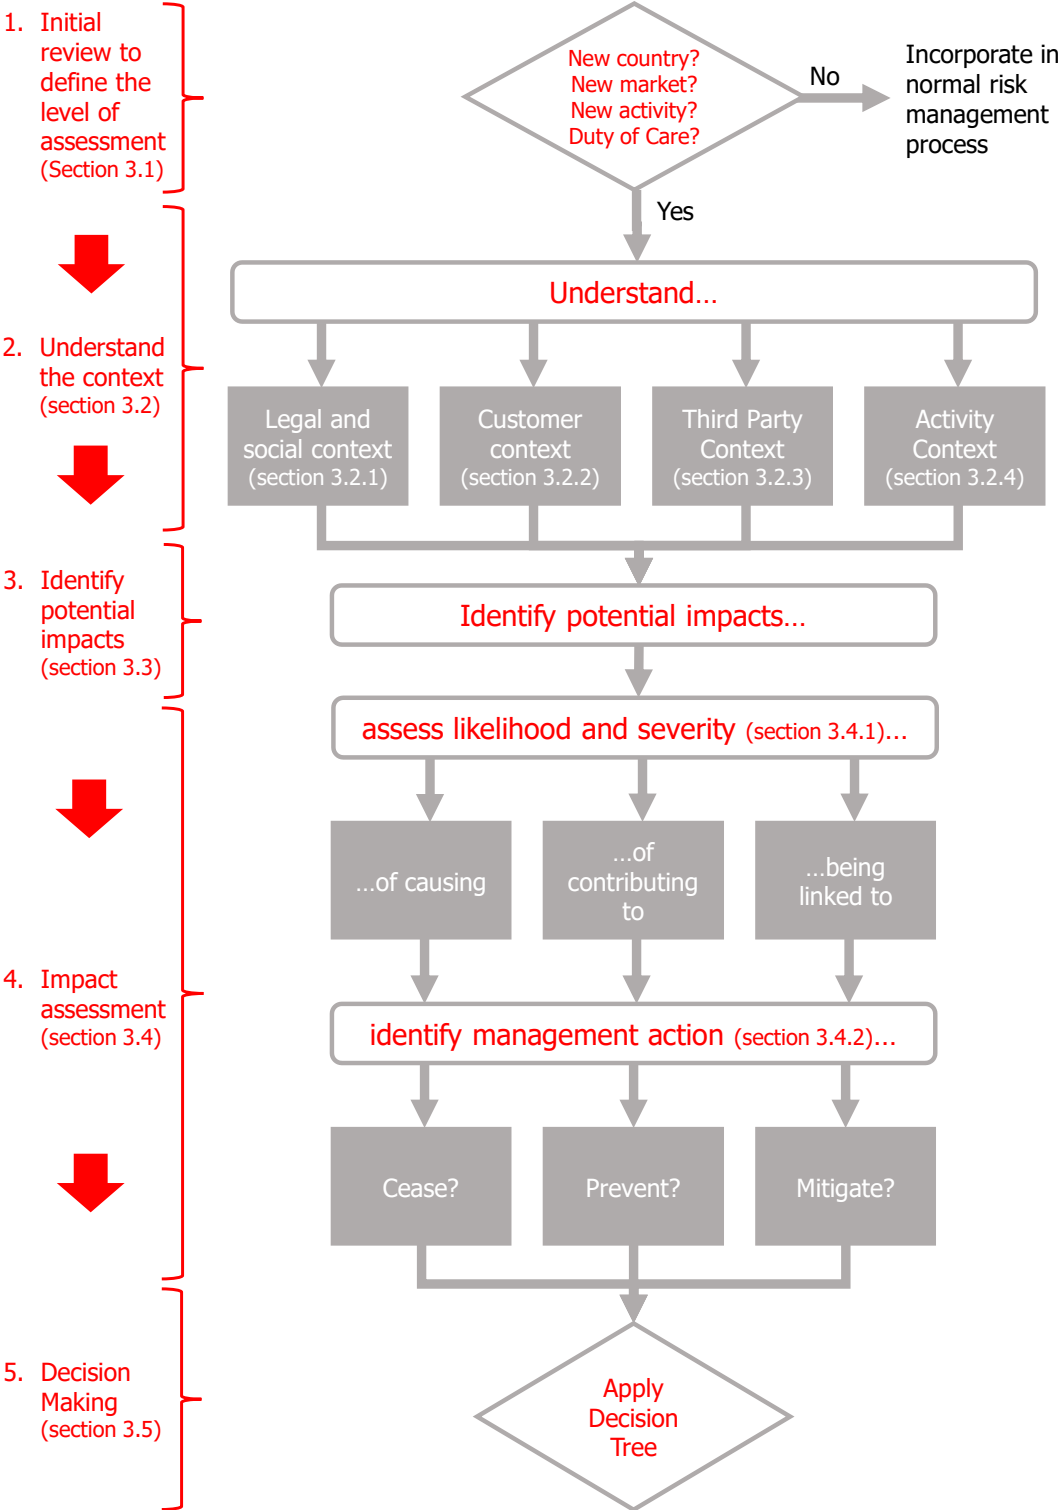 1. Initial
review to
define the
level of
assessment
(Section 3.1)
New country?
New market?
New activity?
Duty of Care?
No
Incorporate in
normal risk
management
process
Yes
2. Understand
the context
(section 3.2)
Understand...
Legal and
social context
(section 3.2.1)
Customer
context
(section 3.2.2)
Third Party
Context
(section 3.2.3)
Activity
Context
(section 3.2.4)
3. Identify
potential
impacts
(section 3.3)
Identify potential impacts...
4. Impact
assessment
(section 3.4)
assess likelihood and severity (section 3.4.1)...
...of causing
...of
contributing
to
...being
linked to
identify management action (section 3.4.2)...
Cease?
Prevent?
Mitigate?
5. Decision
Making
(section 3.5)
Apply
Decision
Tree